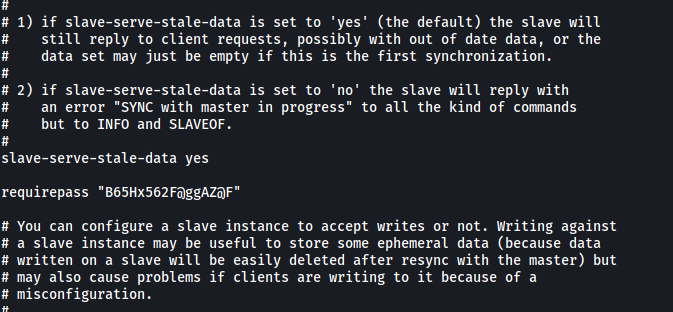 #
# 1) if slave-serve-stale-data is set to 'yes' (the default) the slave will
#    still reply to client requests, possibly with out of date data, or the
#    data set may just be empty if this is the first synchronization.
#
# 2) if slave-serve-stale-data is set to 'no' the slave will reply with
#    an error "SYNC with master in progress" to all the kind of commands
#    but to INFO and SLAVEOF.
#
slave-serve-stale-data yes

requirepass "B65Hx562F@ggAZ@F"

# You can configure a slave instance to accept writes or not. Writing against
# a slave instance may be useful to store some ephemeral data (because data
# written on a slave will be easily deleted after resync with the master) but
# may also cause problems if clients are writing to it because of a
# misconfiguration.
#